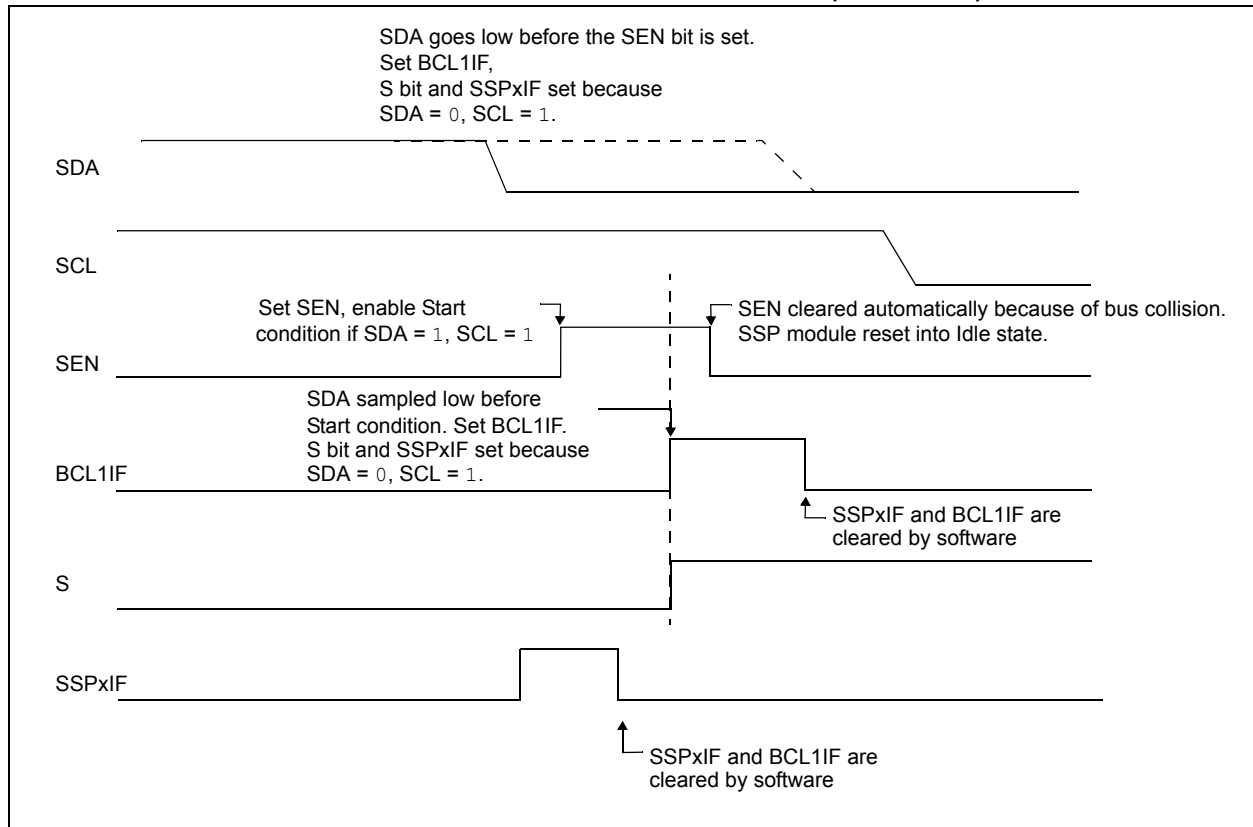 SDA goes low before the SEN bit is set.
Set BCL1IF,
S bit and SSPxIF set because
SDA = 0, SCL = 1.
SDA
SCL
Set SEN, enable Start
condition if SDA = 1, SCL = 1
SEN cleared automatically because of bus collision.
SSP module reset into Idle state.
SEN
SDA sampled low before
Start condition. Set BCL1IF.
S bit and SSPxIF set because
SDA = 0, SCL = 1.
BCL1IF
SSPxIF and BCL1IF are
cleared by software
S
SSPxIF
SSPxIF and BCL1IF are
cleared by software